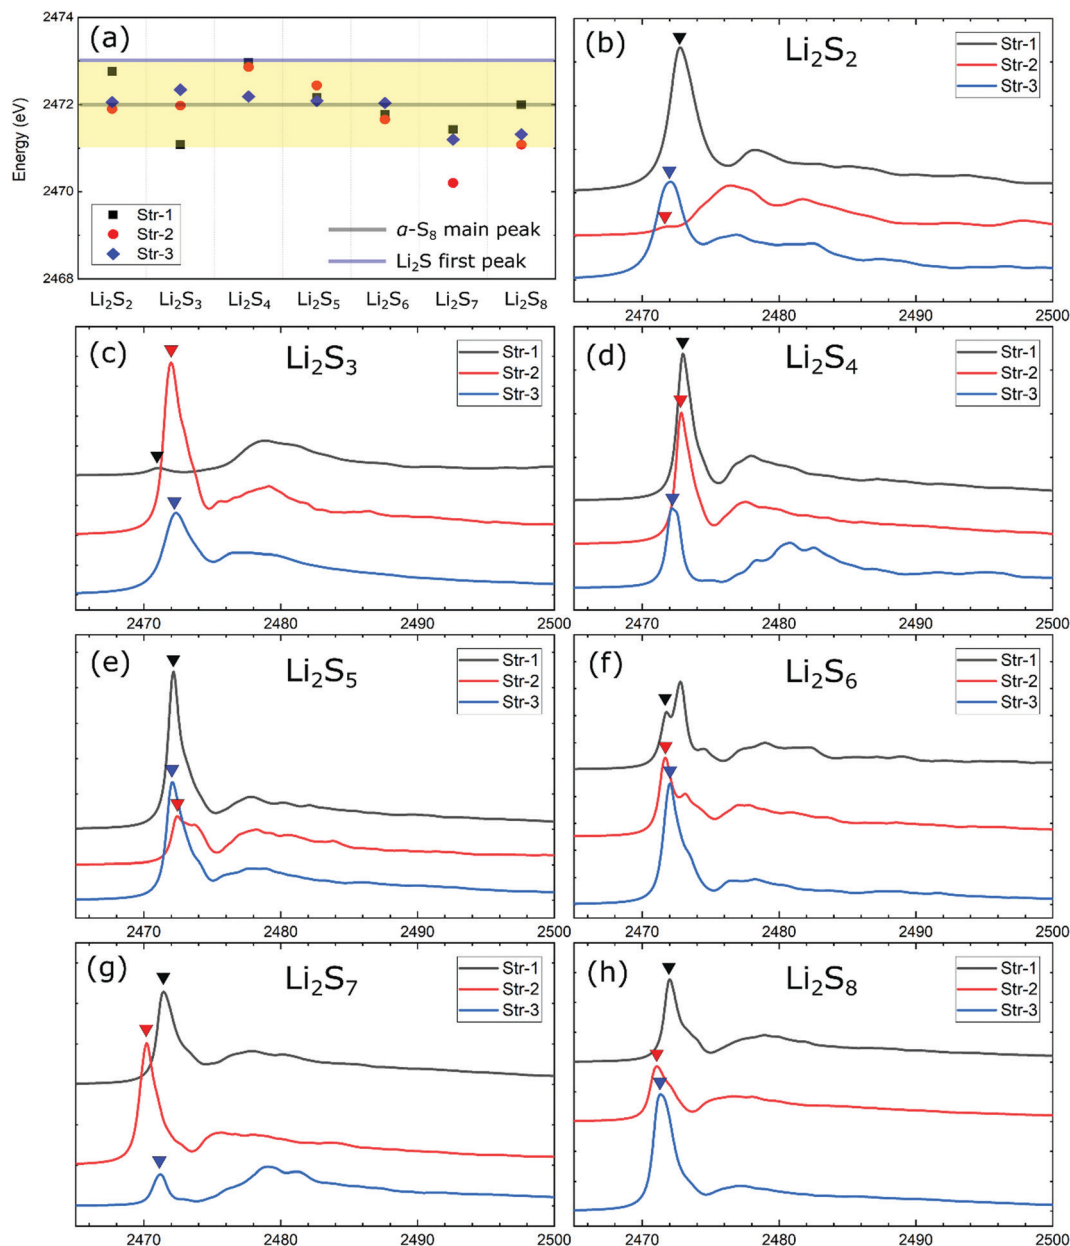 (a)
Energy (eV)
2474
2472
2470
2468
Str-1
Str-2
Str-3
α-S8 main peak
Li2S first peak
Li2S2 Li2S3 Li2S4 Li2S5 Li2S6 Li2S7 Li2S8
(b)
Li2S2
Str-1
Str-2
Str-3
2470 2480 2490 2500
(c)
Li2S3
Str-1
Str-2
Str-3
2470 2480 2490 2500
(d)
Li2S4
Str-1
Str-2
Str-3
2470 2480 2490 2500
(e)
Li2S5
Str-1
Str-2
Str-3
2470 2480 2490 2500
(f)
Li2S6
Str-1
Str-2
Str-3
2470 2480 2490 2500
(g)
Li2S7
Str-1
Str-2
Str-3
2470 2480 2490 2500
(h)
Li2S8
Str-1
Str-2
Str-3
2470 2480 2490 2500